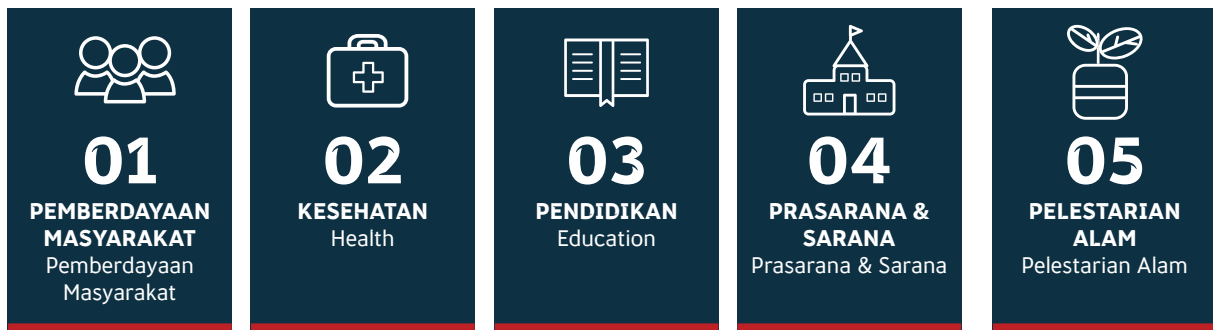 01
PEMBERDAYAAN
MASYARAKAT
Pemberdayaan
Masyarakat
02
KESEHATAN
Health
03
PENDIDIKAN
Education
04
PRASARANA &
SARANA
Prasarana & Sarana
05
PELESTARIAN
ALAM
Pelestarian Alam